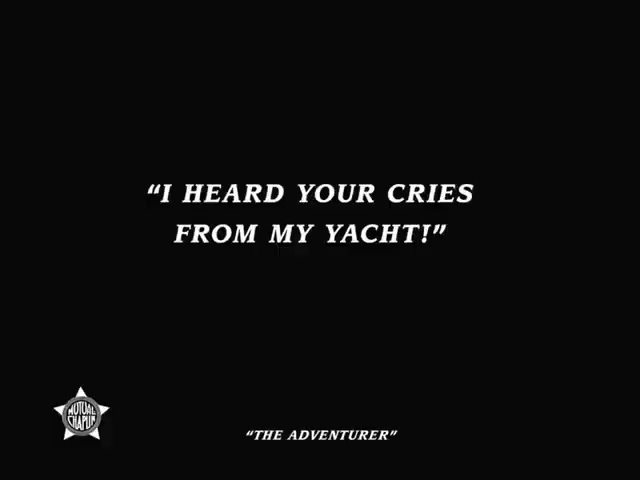 “I HEARD YOUR CRIES
FROM MY YACHT!”
MUTUAL
CHAPLIN
“THE ADVENTURER”